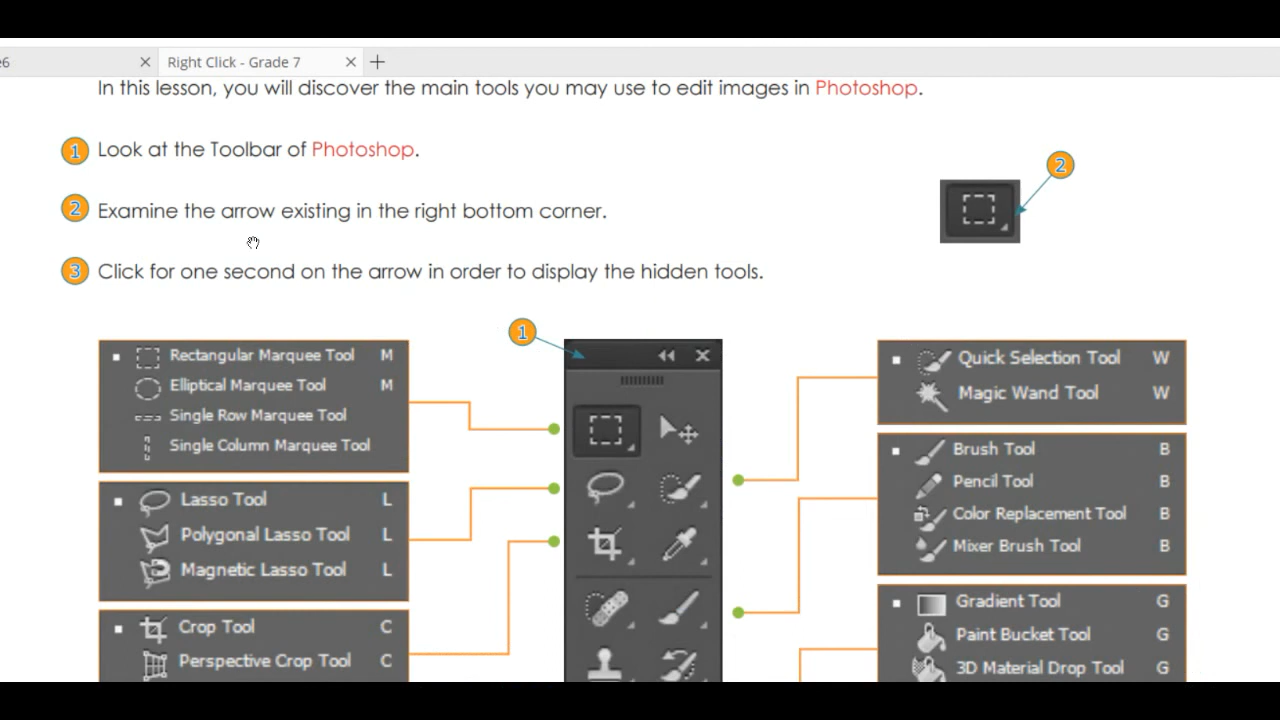 e6
Right Click - Grade 7
In this lesson, you will discover the main tools you may use to edit images in Photoshop.
1 Look at the Toolbar of Photoshop.
2
2 Examine the arrow existing in the right bottom corner.
3 Click for one second on the arrow in order to display the hidden tools.
1
Rectangular Marquee Tool M
Elliptical Marquee Tool M
Single Row Marquee Tool
Single Column Marquee Tool
Lasso Tool L
Polygonal Lasso Tool L
Magnetic Lasso Tool L
Crop Tool C
Perspective Crop Tool C
Quick Selection Tool W
Magic Wand Tool W
Brush Tool B
Pencil Tool B
Color Replacement Tool B
Mixer Brush Tool B
Gradient Tool G
Paint Bucket Tool G
3D Material Drop Tool G